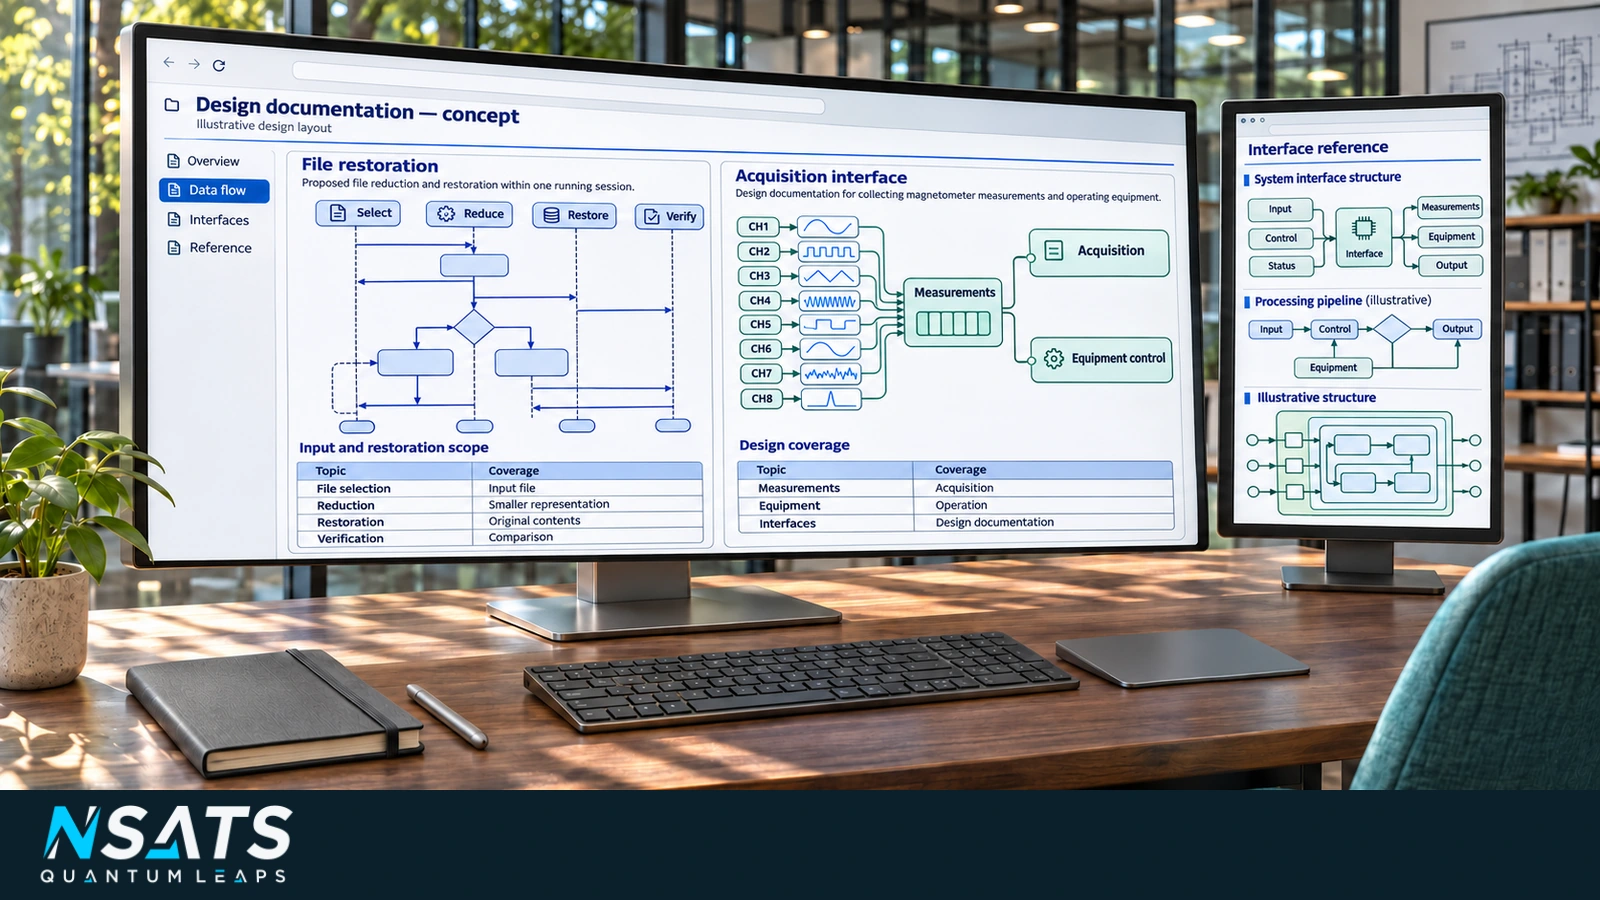 Design documentation — concept
Illustrative design layout
Overview
Data flow
Interfaces
Reference
File restoration
Proposed file reduction and restoration within one running session.
Select
Reduce
Restore
Verify
Input and restoration scope
Topic Coverage
File selection Input file
Reduction Smaller representation
Restoration Original contents
Verification Comparison
Acquisition interface
Design documentation for collecting magnetometer measurements and operating equipment.
CH1
CH2
CH3
CH4
CH5
CH6
CH7
CH8
Measurements
Acquisition
Equipment control
Design coverage
Topic Coverage
Measurements Acquisition
Equipment Operation
Interfaces Design documentation
Interface reference
System interface structure
Input
Control
Status
Interface
Measurements
Equipment
Output
Processing pipeline (illustrative)
Input
Control
Output
Equipment
Illustrative structure
NSATS
QUANTUM LEAPS